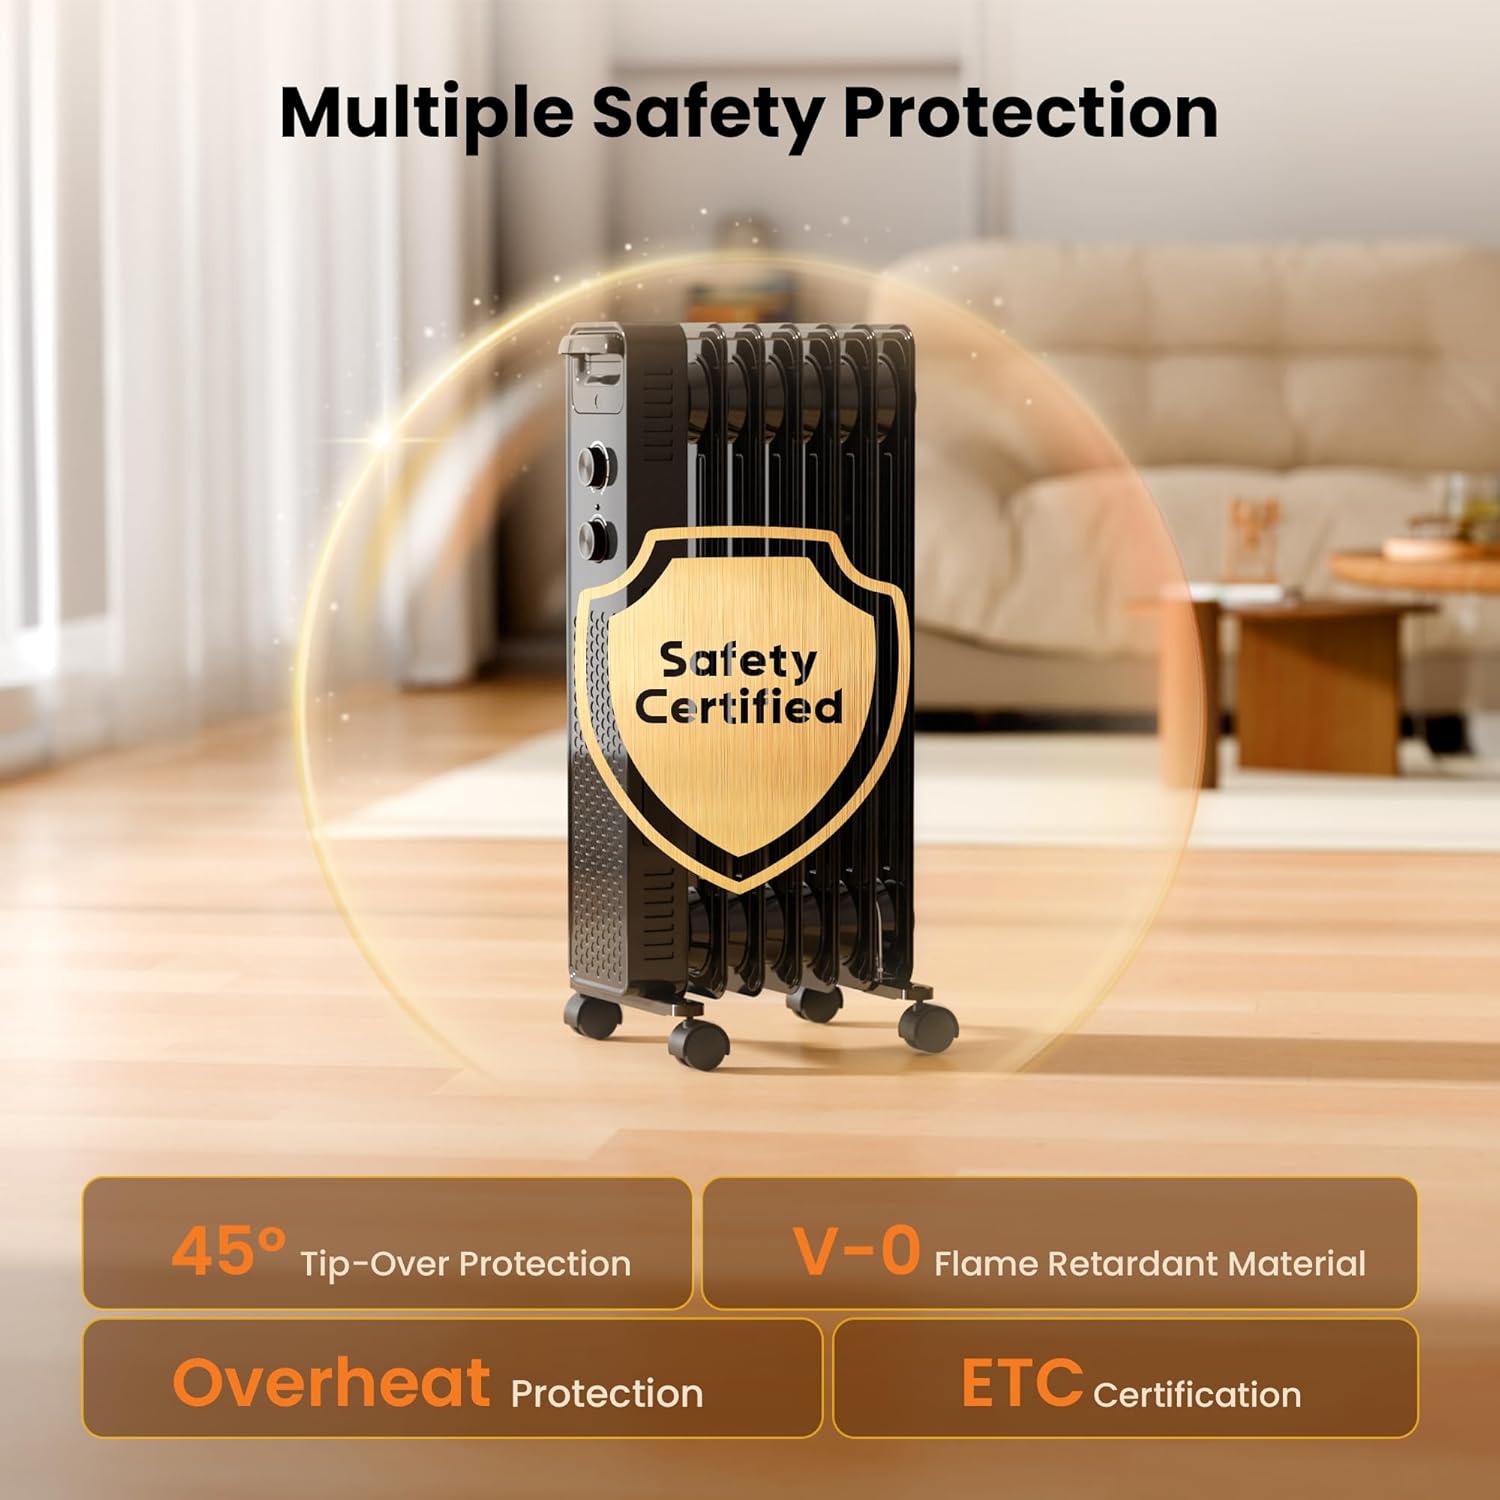 Multiple Safety Protection
Safety
Certified
45° Tip-Over Protection
V-0 Flame Retardant Material
Overheat Protection
ETC Certification